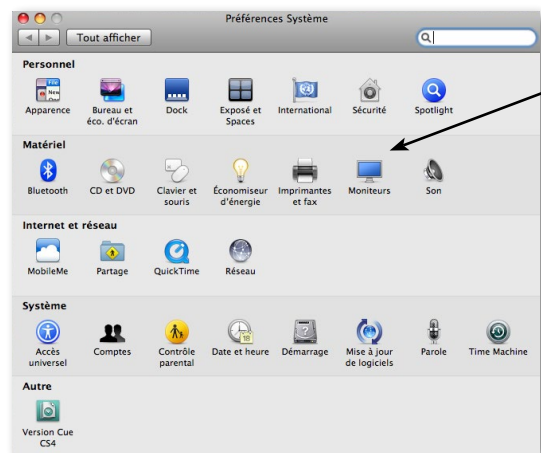 Préférences Système
Tout afficher
Personnel
Apparence Bureau et éco. d'écran Dock Exposé et Spaces International Sécurité Spotlight
Matériel
Bluetooth CD et DVD Clavier et souris Économiseur d'énergie Imprimantes et fax Moniteurs Son
Internet et réseau
MobileMe Partage QuickTime Réseau
Système
Accès universel Comptes Contrôle parental Date et heure Démarrage Mise à jour de logiciels Parole Time Machine
Autre
Version Cue CS4